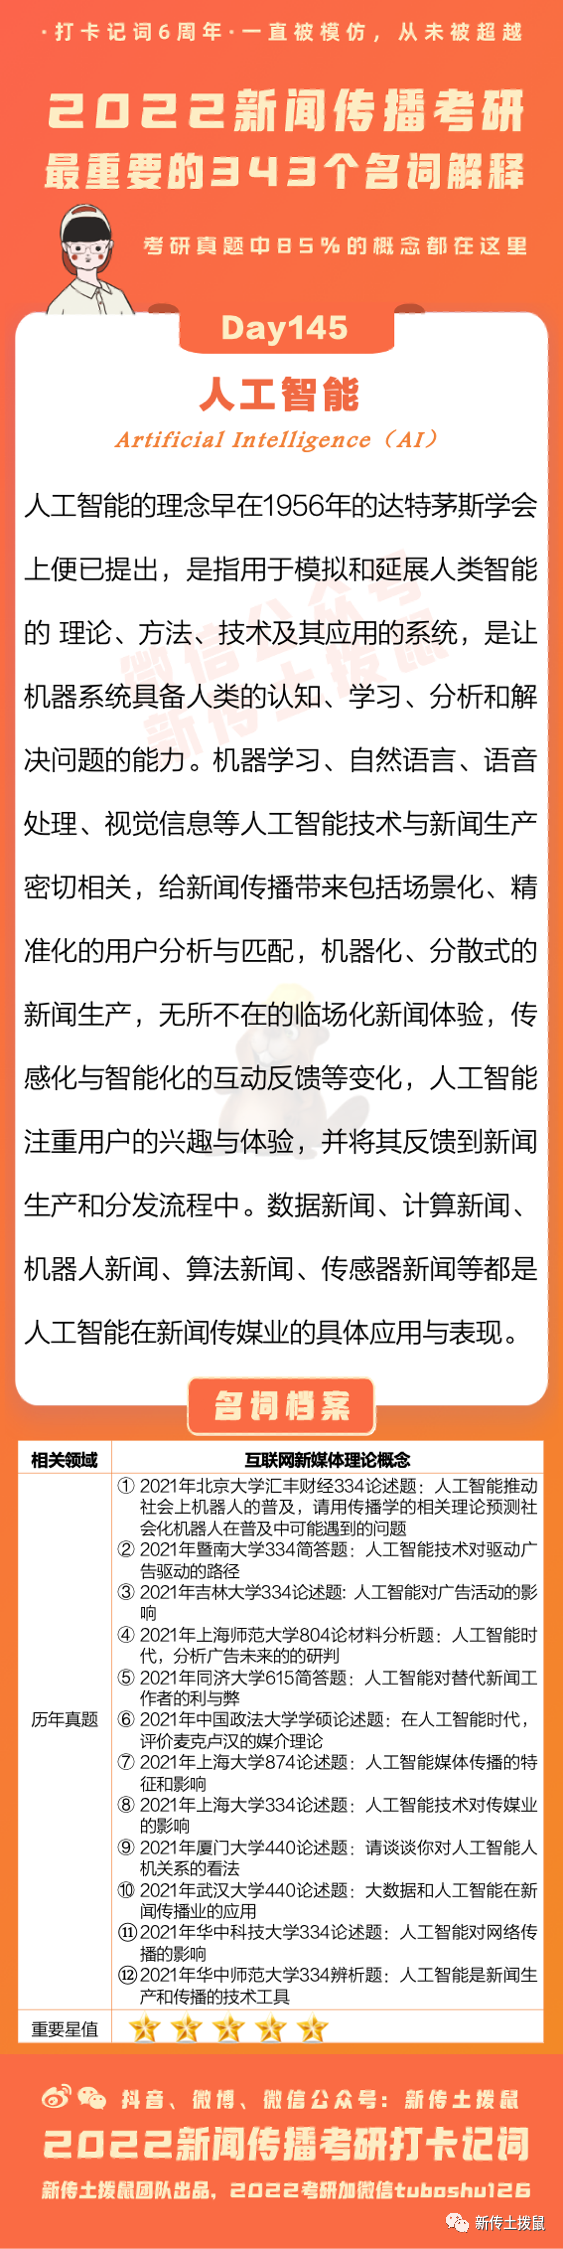 ·打卡记词6周年·一直被模仿，从未被超越
2022新闻传播考研
最重要的343个名词解释
考研真题中85%的概念都在这里
Day145
人工智能
Artificial Intelligence（AI）
人工智能的理念早在1956年的达特茅斯学会
上便已提出，是指用于模拟和延展人类智能
的 理论、方法、技术及其应用的系统，是让
机器系统具备人类的认知、学习、分析和解
决问题的能力。机器学习、自然语言、语音
处理、视觉信息等人工智能技术与新闻生产
密切相关，给新闻传播带来包括场景化、精
准化的用户分析与匹配，机器化、分散式的
新闻生产，无所不在的临场化新闻体验，传
感化与智能化的互动反馈等变化，人工智能
注重用户的兴趣与体验，并将其反馈到新闻
生产和分发流程中。数据新闻、计算新闻、
机器人新闻、算法新闻、传感器新闻等都是
人工智能在新闻传媒业的具体应用与表现。
微信公众号
新传土拨鼠
名词档案
相关领域 互联网新媒体理论概念
历年真题
① 2021年北京大学汇丰财经334论述题：人工智能推动
社会上机器人的普及，请用传播学的相关理论预测社
会化机器人在普及中可能遇到的问题
② 2021年暨南大学334简答题：人工智能技术对驱动广
告驱动的路径
③ 2021年吉林大学334论述题: 人工智能对广告活动的影
响
④ 2021年上海师范大学804论材料分析题：人工智能时
代，分析广告未来的的研判
⑤ 2021年同济大学615简答题：人工智能对替代新闻工
作者的利与弊
⑥ 2021年中国政法大学学硕论述题：在人工智能时代，
评价麦克卢汉的媒介理论
⑦ 2021年上海大学874论述题：人工智能媒体传播的特
征和影响
⑧ 2021年上海大学334论述题：人工智能技术对传媒业
的影响
⑨ 2021年厦门大学440论述题：请谈谈你对人工智能人
机关系的看法
⑩ 2021年武汉大学440论述题：大数据和人工智能在新
闻传播业的应用
⑪ 2021年华中科技大学334论述题：人工智能对网络传
播的影响
⑫ 2021年华中师范大学334辨析题：人工智能是新闻生
产和传播的技术工具
重要星值
抖音、微博、微信公众号：新传土拨鼠
2022新闻传播考研打卡记词
新传土拨鼠团队出品，2022考研加微信tuboshu126
新传土拨鼠